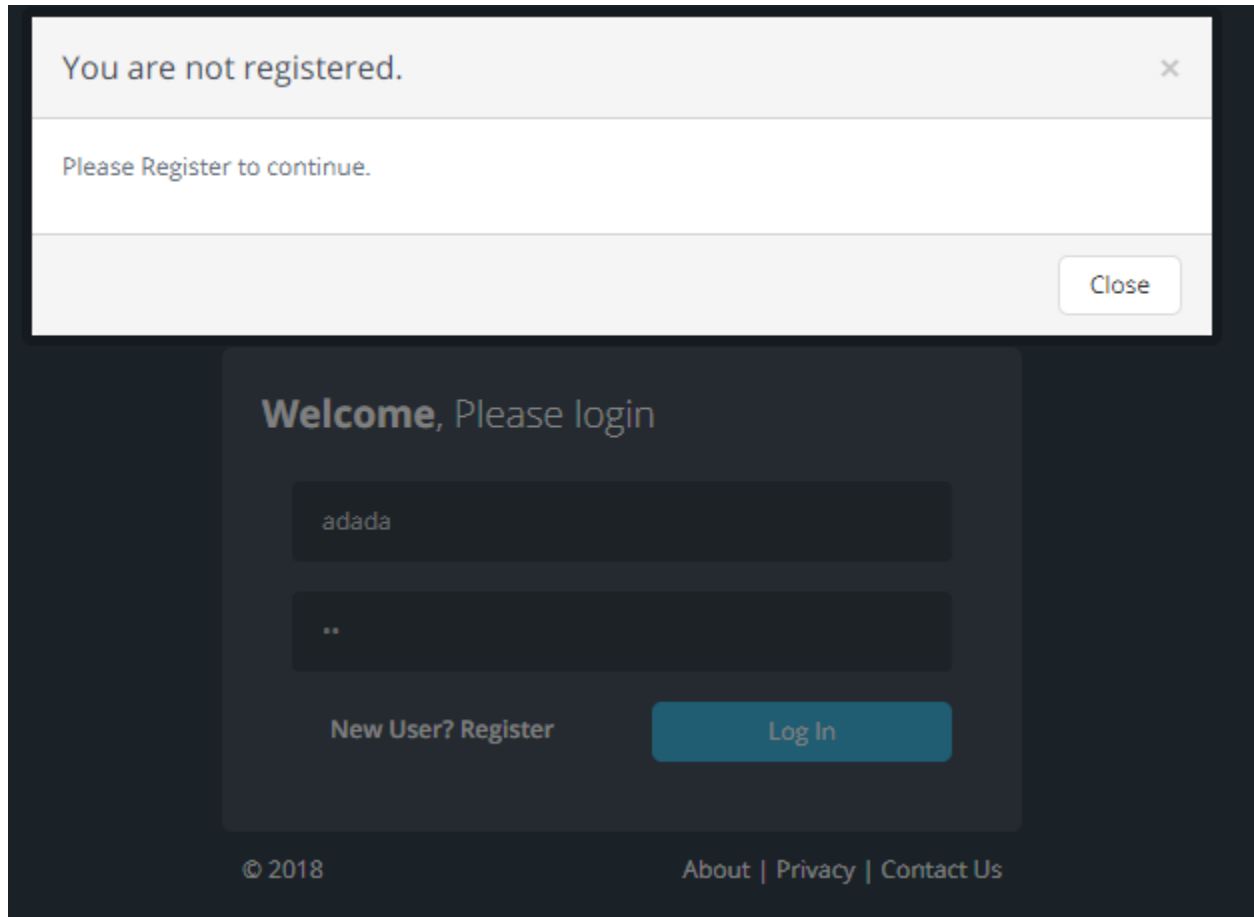 You are not registered.
×
Please Register to continue.
Close
Welcome, Please login
adada
••
New User? Register
Log In
© 2018
About | Privacy | Contact Us